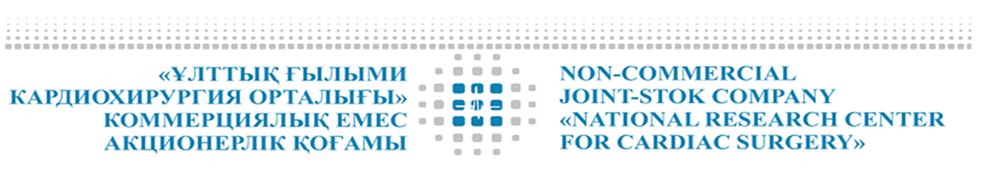 «ҰЛТТЫҚ ҒЫЛЫМИ
КАРДИОХИРУРГИЯ ОРТАЛЫҒЫ»
КОММЕРЦИЯЛЫҚ ЕМЕС
АКЦИОНЕРЛІК ҚОҒАМЫ
NON-COMMERCIAL
JOINT-STOK COMPANY
«NATIONAL RESEARCH CENTER
FOR CARDIAC SURGERY»